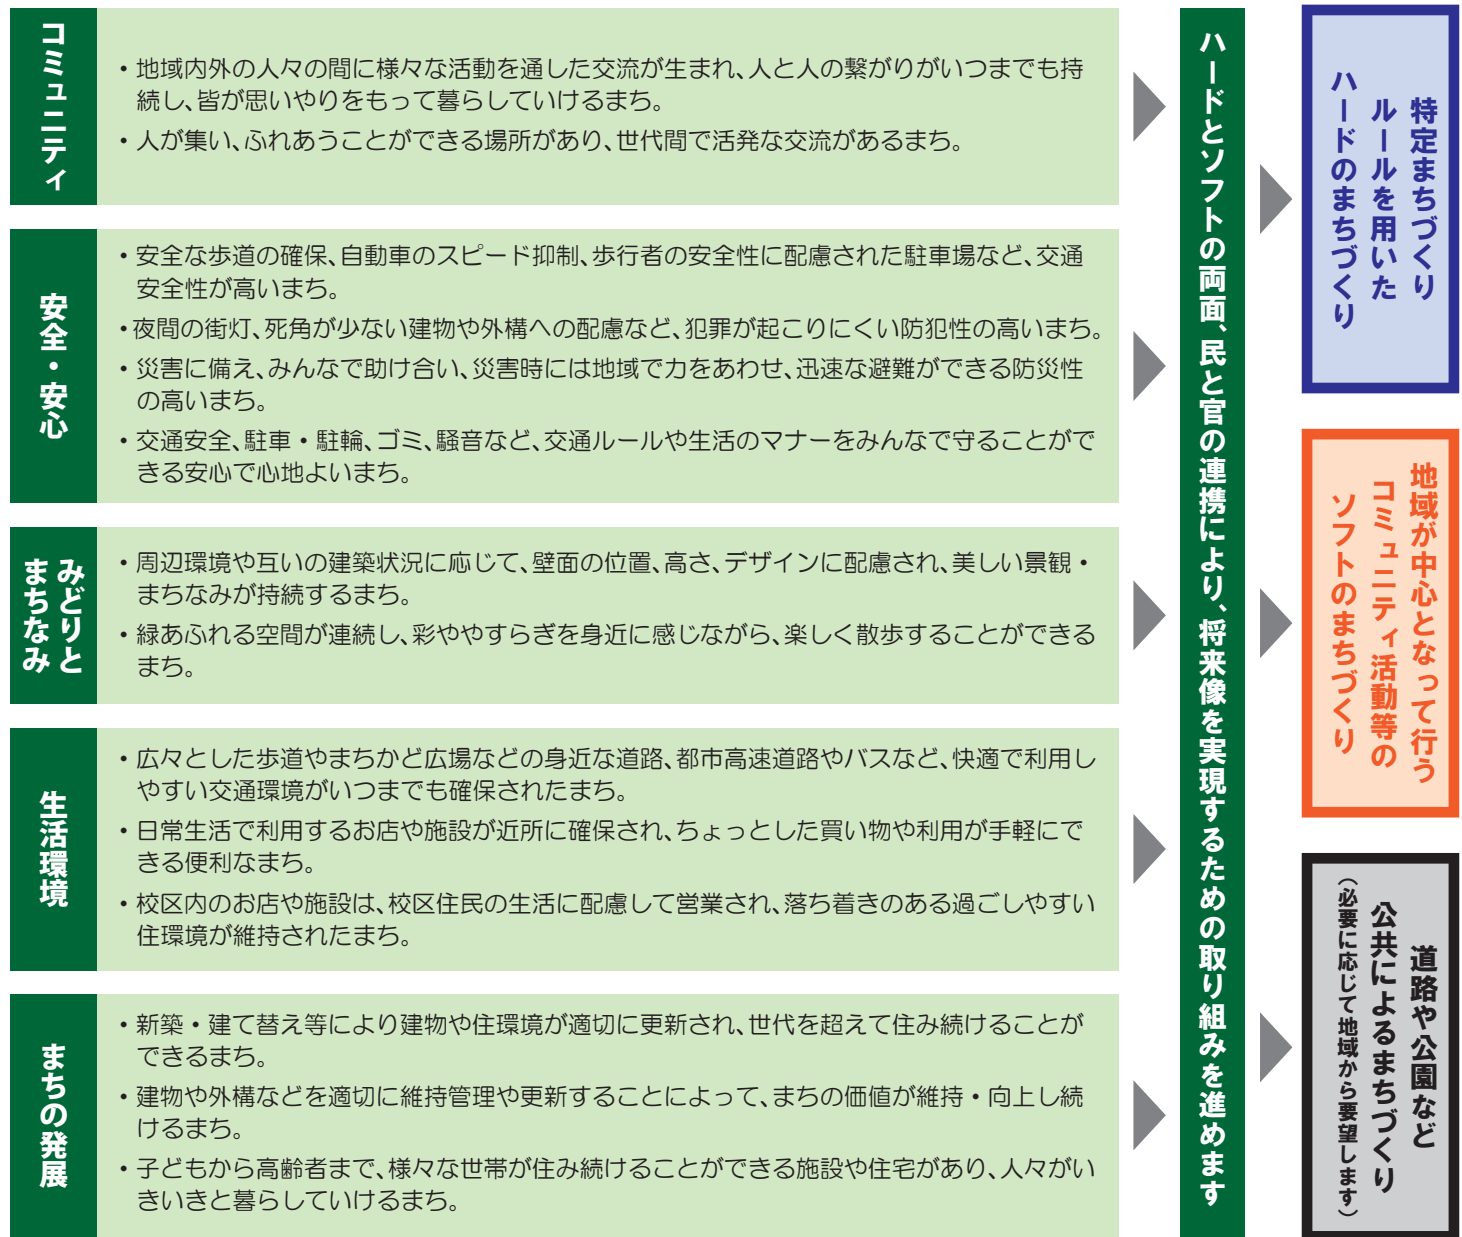 コミュニティ
・地域内外の人々の間に様々な活動を通した交流が生まれ、人と人の繋がりがいつまでも持
続し、皆が思いやりをもって暮らしていけるまち。
・人が集い、ふれあうことができる場所があり、世代間で活発な交流があるまち。
安全・安心
・安全な歩道の確保、自動車のスピード抑制、歩行者の安全性に配慮された駐車場など、交通
安全性が高いまち。
・夜間の街灯、死角が少ない建物や外構への配慮など、犯罪が起こりにくい防犯性の高いまち。
・災害に備え、みんなで助け合い、災害時には地域で力をあわせ、迅速な避難ができる防災性
の高いまち。
・交通安全、駐車・駐輪、ゴミ、騒音など、交通ルールや生活のマナーをみんなで守ることがで
きる安心で心地よいまち。
みどりと
まちなみ
・周辺環境や互いの建築状況に応じて、壁面の位置、高さ、デザインに配慮され、美しい景観・
まちなみが持続するまち。
・緑あふれる空間が連続し、彩ややすらぎを身近に感じながら、楽しく散歩することができる
まち。
生活環境
・広々とした歩道やまちかど広場などの身近な道路、都市高速道路やバスなど、快適で利用し
やすい交通環境がいつまでも確保されたまち。
・日常生活で利用するお店や施設が近所に確保され、ちょっとした買い物や利用が手軽にで
きる便利なまち。
・校区内のお店や施設は、校区住民の生活に配慮して営業され、落ち着きのある過ごしやすい
住環境が維持されたまち。
まちの発展
・新築・建て替え等により建物や住環境が適切に更新され、世代を超えて住み続けることが
できるまち。
・建物や外構などを適切に維持管理や更新することによって、まちの価値が維持・向上し続
けるまち。
・子どもから高齢者まで、様々な世帯が住み続けることができる施設や住宅があり、人々がい
きいきと暮らしていけるまち。
ハードとソフトの両面、民と官の連携により、将来像を実現するための取り組みを進めます
特定まちづくり
ルールを用いた
ハードのまちづくり
地域が中心となって行う
コミュニティ活動等の
ソフトのまちづくり
道路や公園など
公共によるまちづくり
（必要に応じて地域から要望します）